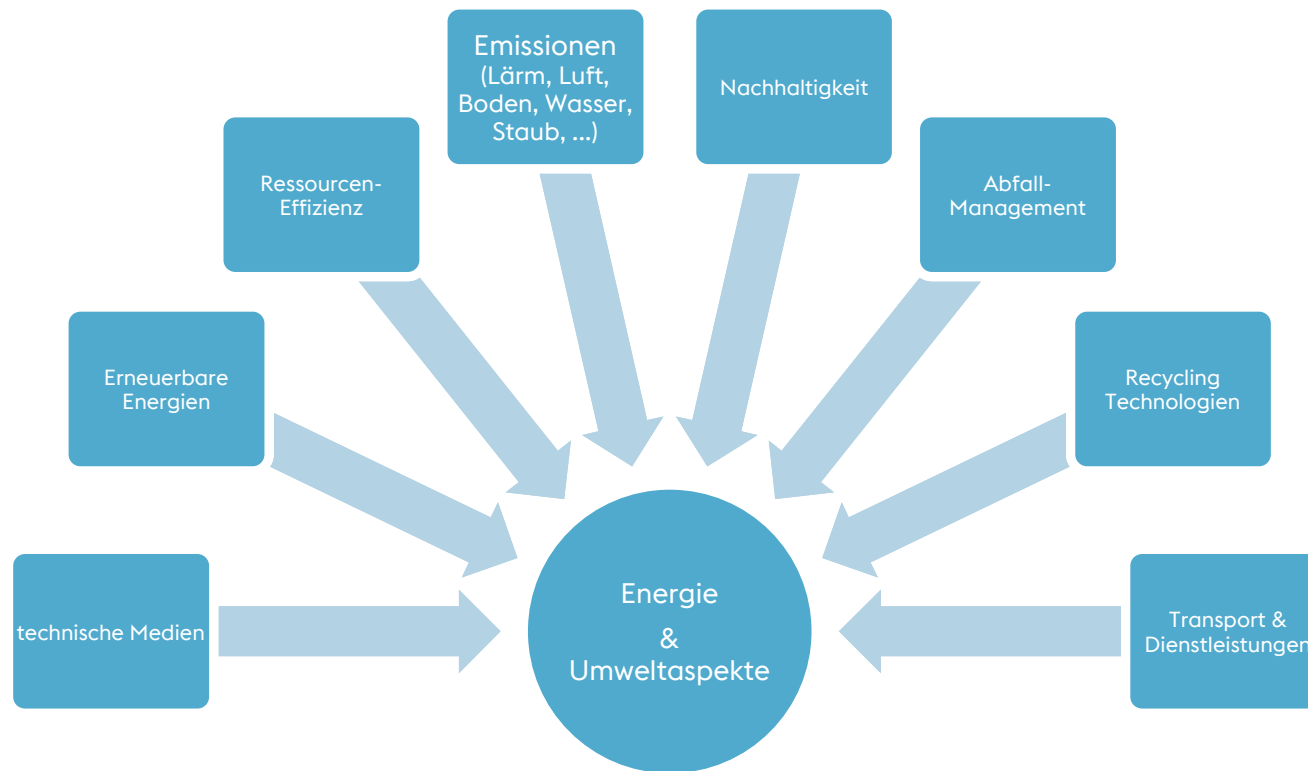 Emissionen
(Lärm, Luft,
Boden, Wasser,
Staub, ...)
Nachhaltigkeit
Ressourcen-
Effizienz
Abfall-
Management
Erneuerbare
Energien
Recycling
Technologien
technische Medien
Energie
&
Umweltaspekte
Transport &
Dienstleistungen